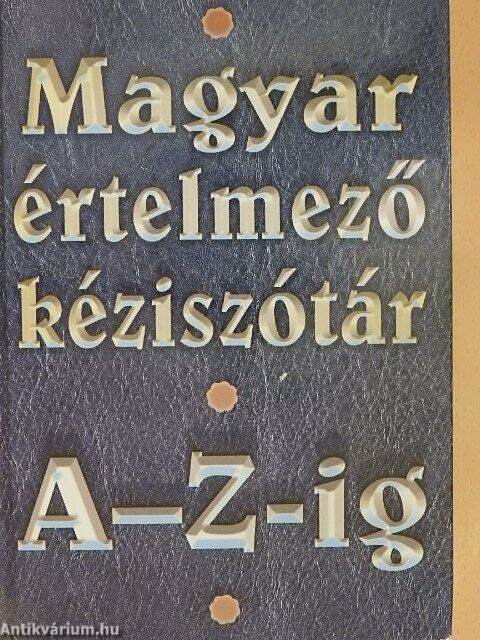 Magyar
értelmező
kéziszótár
A–Z-ig
Antikvárium.hu